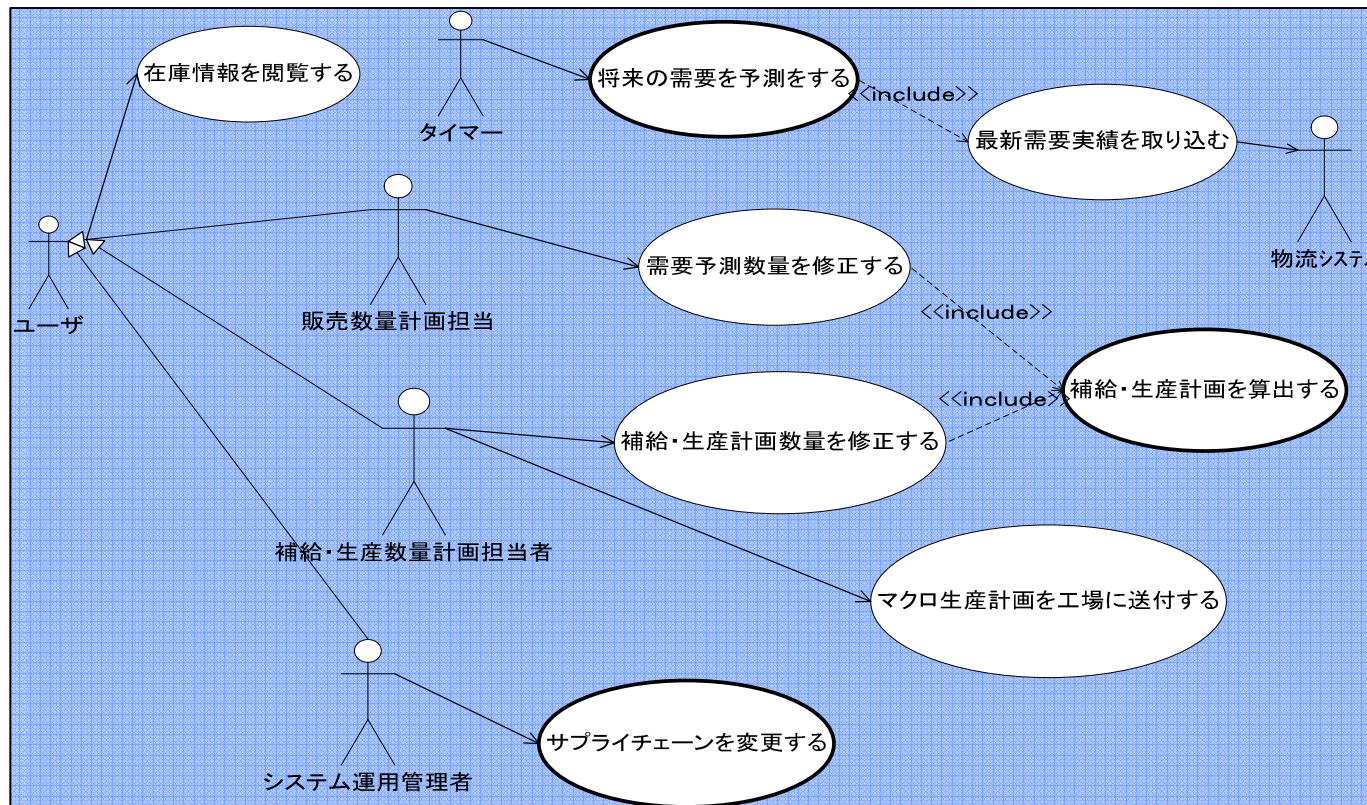 在庫情報を閲覧する
将来の需要を予測をする
<<include>>
タイマー
最新需要実績を取り込む
物流システム
需要予測数量を修正する
ユーザ
販売数量計画担当
<<include>>
補給・生産計画を算出する
<<include>>
補給・生産計画数量を修正する
補給・生産数量計画担当者
マクロ生産計画を工場に送付する
サプライチェーンを変更する
システム運用管理者